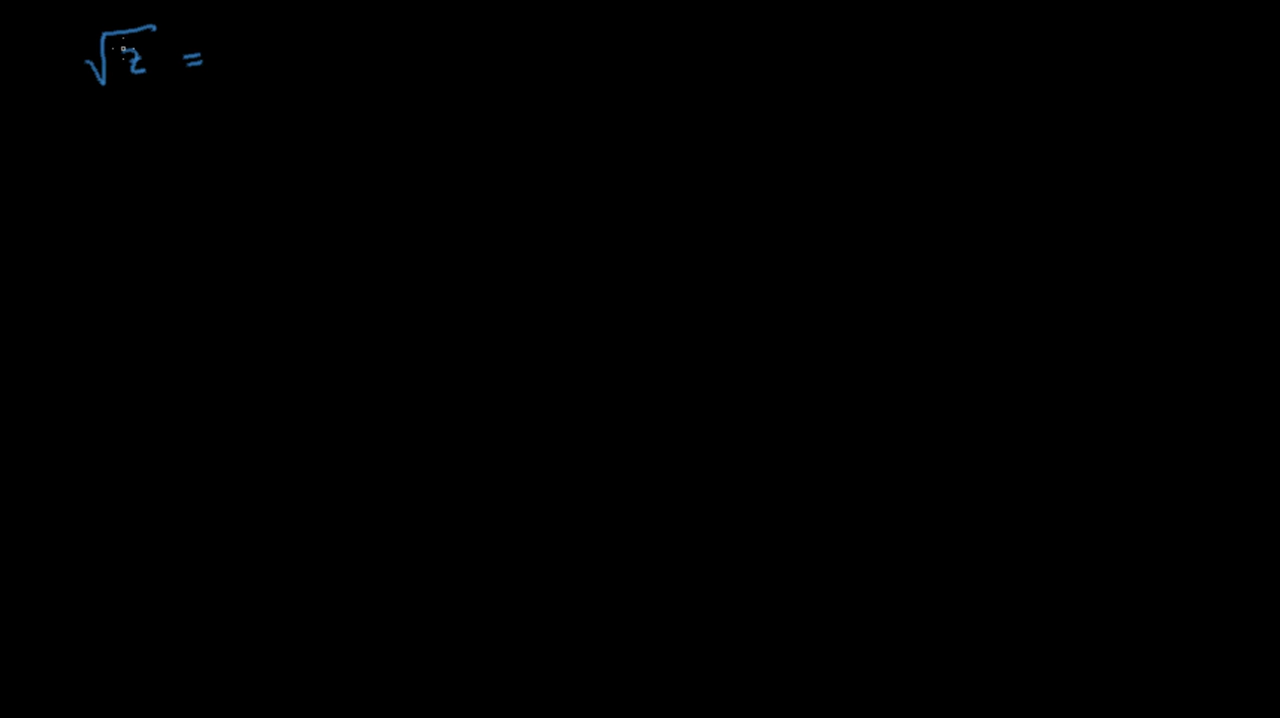 √z =